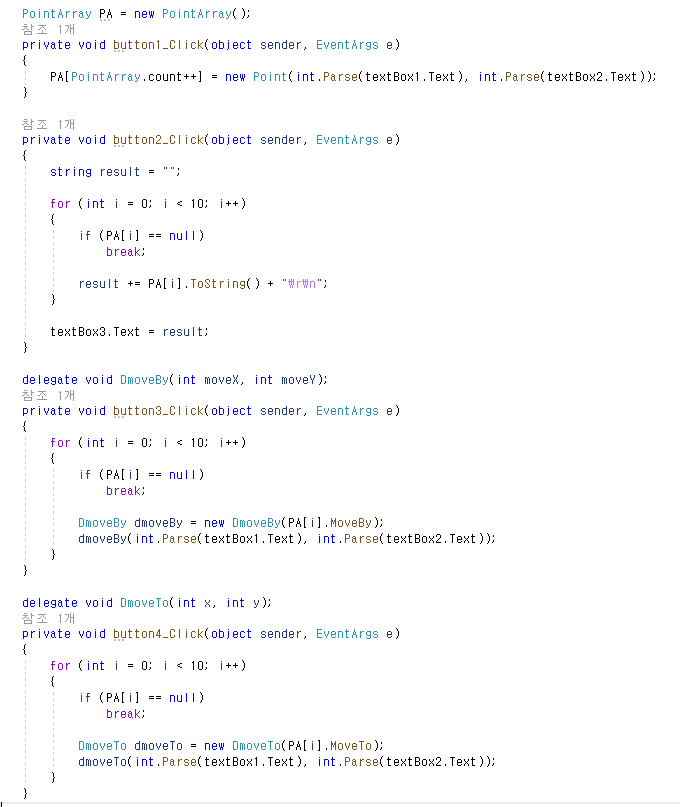 PointArray PA = new PointArray();
참조 1개
private void button1_Click(object sender, EventArgs e)
{
    PA[PointArray.count++] = new Point(int.Parse(textBox1.Text), int.Parse(textBox2.Text));
}

참조 1개
private void button2_Click(object sender, EventArgs e)
{
    string result = "";

    for (int i = 0; i < 10; i++)
    {
        if (PA[i] == null)
            break;

        result += PA[i].ToString() + "₩r₩n";
    }

    textBox3.Text = result;
}

delegate void DmoveBy(int moveX, int moveY);
참조 1개
private void button3_Click(object sender, EventArgs e)
{
    for (int i = 0; i < 10; i++)
    {
        if (PA[i] == null)
            break;

        DmoveBy dmoveBy = new DmoveBy(PA[i].MoveBy);
        dmoveBy(int.Parse(textBox1.Text), int.Parse(textBox2.Text));
    }
}

delegate void DmoveTo(int x, int y);
참조 1개
private void button4_Click(object sender, EventArgs e)
{
    for (int i = 0; i < 10; i++)
    {
        if (PA[i] == null)
            break;

        DmoveTo dmoveTo = new DmoveTo(PA[i].MoveTo);
        dmoveTo(int.Parse(textBox1.Text), int.Parse(textBox2.Text));
    }
}